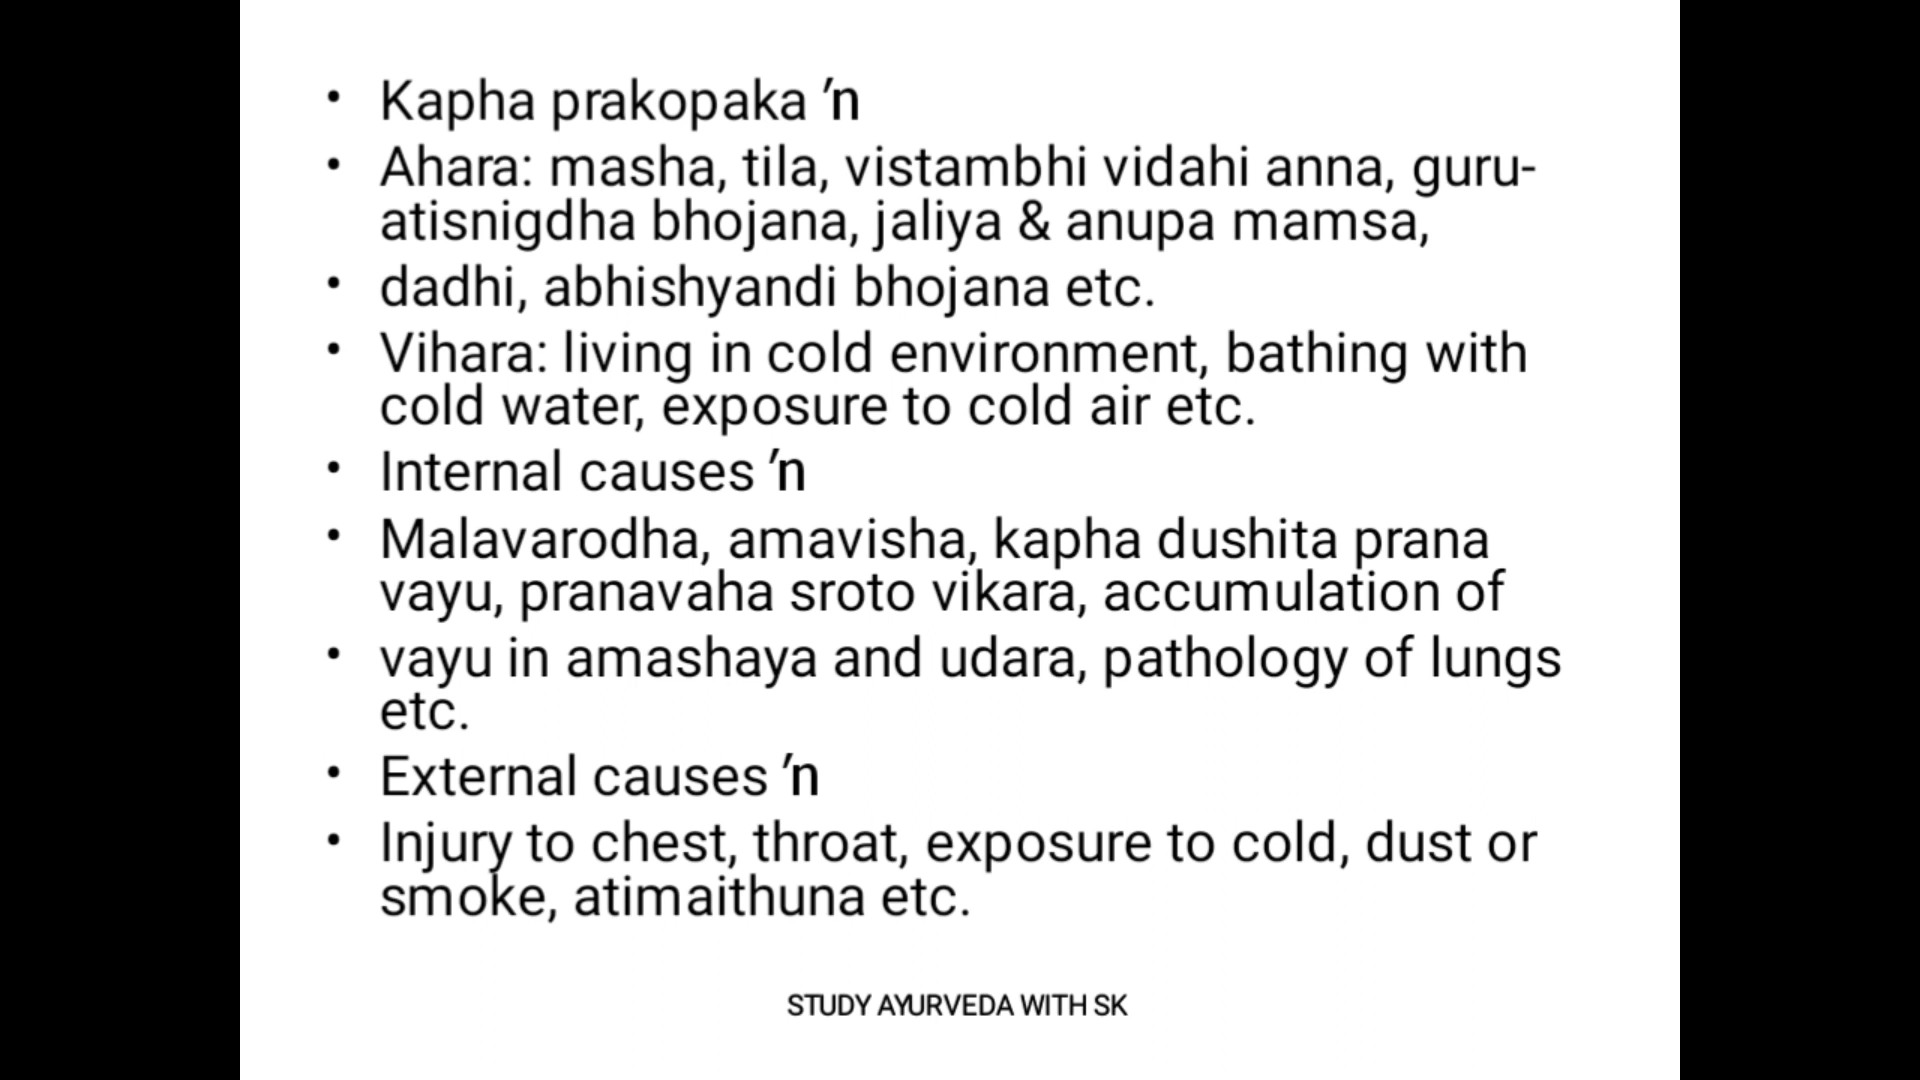 • Kapha prakopaka ’n
• Ahara: masha, tila, vistambhi vidahi anna, guru-
atisnigdha bhojana, jaliya & anupa mamsa,
• dadhi, abhishyandi bhojana etc.
• Vihara: living in cold environment, bathing with
cold water, exposure to cold air etc.
• Internal causes ’n
• Malavarodha, amavisha, kapha dushita prana
vayu, pranavaha sroto vikara, accumulation of
• vayu in amashaya and udara, pathology of lungs
etc.
• External causes ’n
• Injury to chest, throat, exposure to cold, dust or
smoke, atimaithuna etc.
STUDY AYURVEDA WITH SK